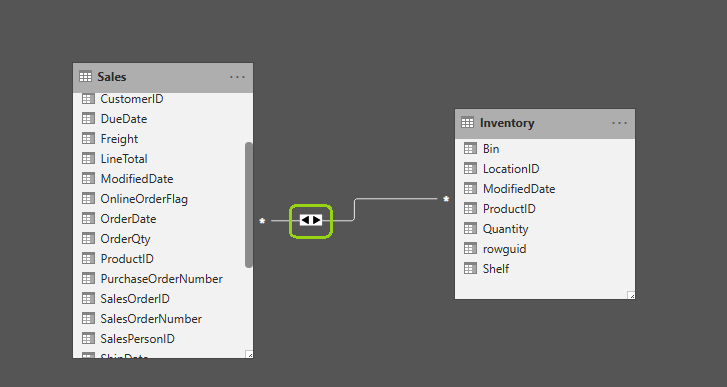 Sales
CustomerID
DueDate
Freight
LineTotal
ModifiedDate
OnlineOrderFlag
OrderDate
OrderQty
ProductID
PurchaseOrderNumber
SalesOrderID
SalesOrderNumber
SalesPersonID
ShipDate
*
*
Inventory
Bin
LocationID
ModifiedDate
ProductID
Quantity
rowguid
Shelf